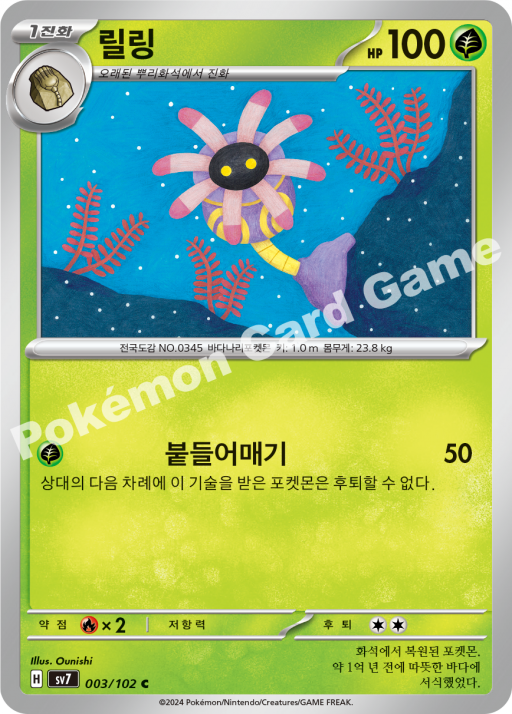 1진화
릴링
HP 100
오래된 뿌리화석에서 진화
전국도감 NO.0345 바다나리포켓몬 키: 1.0 m 몸무게: 23.8 kg
Pokémon Card Game
붙들어매기 50
상대의 다음 차례에 이 기술을 받은 포켓몬은 후퇴할 수 없다.
약점 ×2 저항력 후퇴
Illus. Ounishi
H sv7 003/102 C
화석에서 복원된 포켓몬.
약 1억 년 전에 따뜻한 바다에
서식했었다.
©2024 Pokémon/Nintendo/Creatures/GAME FREAK.